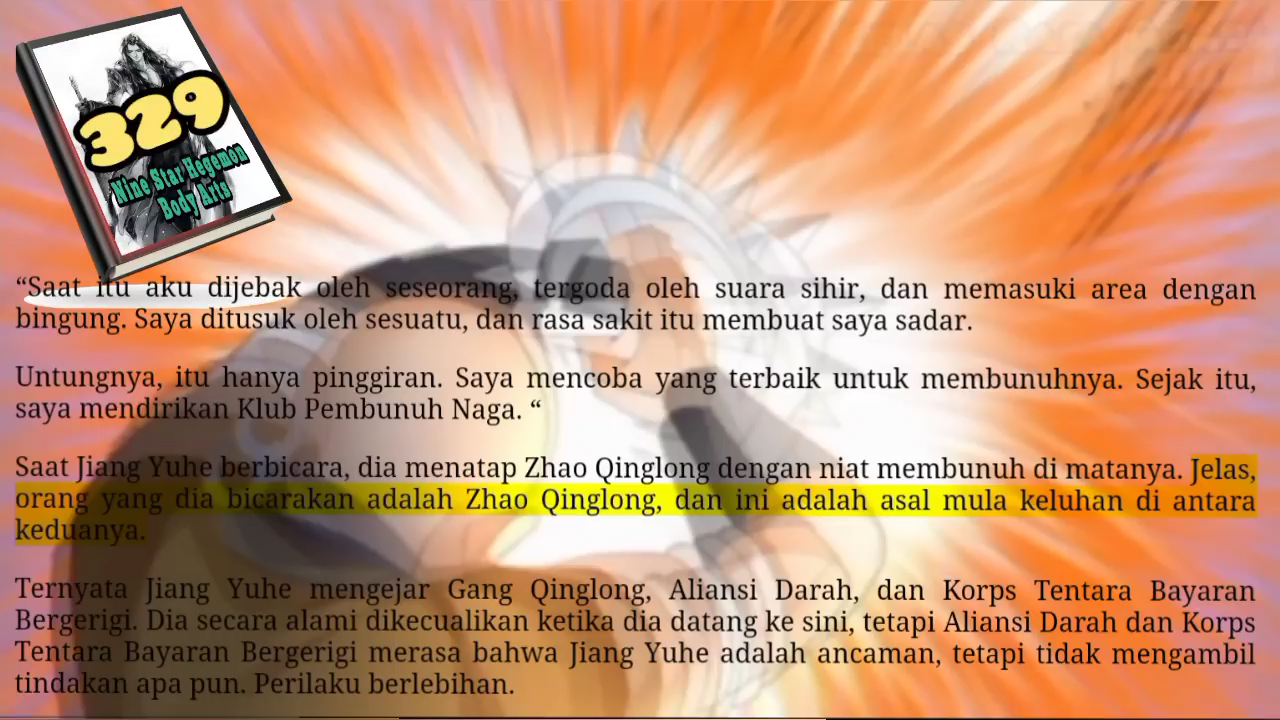 329
Nine Star Hegemon
Body Arts
“Saat itu aku dijebak oleh seseorang, tergoda oleh suara sihir, dan memasuki area dengan
bingung. Saya ditusuk oleh sesuatu, dan rasa sakit itu membuat saya sadar.
Untungnya, itu hanya pinggiran. Saya mencoba yang terbaik untuk membunuhnya. Sejak itu,
saya mendirikan Klub Pembunuh Naga. “
Saat Jiang Yuhe berbicara, dia menatap Zhao Qinglong dengan niat membunuh di matanya. Jelas,
orang yang dia bicarakan adalah Zhao Qinglong, dan ini adalah asal mula keluhan di antara
keduanya.
Ternyata Jiang Yuhe mengejar Gang Qinglong, Aliansi Darah, dan Korps Tentara Bayaran
Bergerigi. Dia secara alami dikecualikan ketika dia datang ke sini, tetapi Aliansi Darah dan Korps
Tentara Bayaran Bergerigi merasa bahwa Jiang Yuhe adalah ancaman, tetapi tidak mengambil
tindakan apa pun. Perilaku berlebihan.